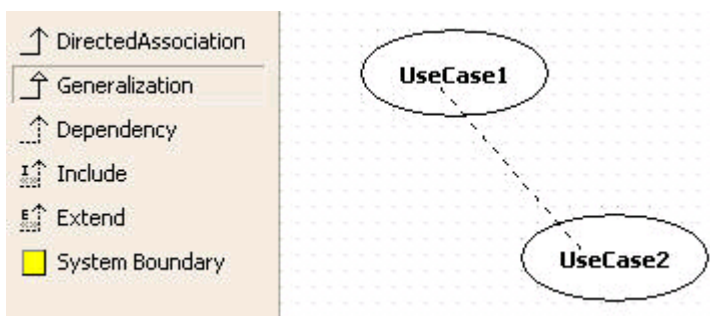 DirectedAssociation
Generalization
Dependency
Include
Extend
System Boundary
UseCase1
UseCase2